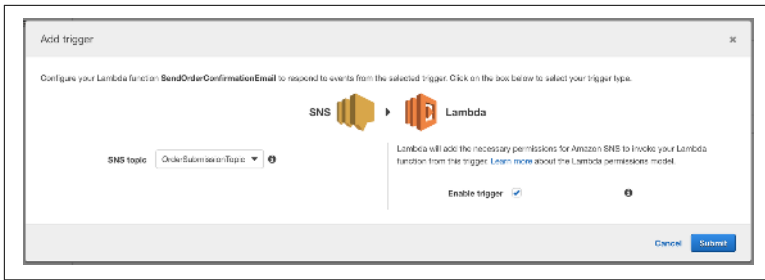 Add trigger
×
Configure your Lambda function SendOrderConfirmationEmail to respond to events from the selected trigger. Click on the box below to select your trigger type.
SNS
Lambda
SNS topic
OrderSubmissionTopic
Lambda will add the necessary permissions for Amazon SNS to invoke your Lambda
function from this trigger. Learn more about the Lambda permissions model.
Enable trigger
Cancel
Submit